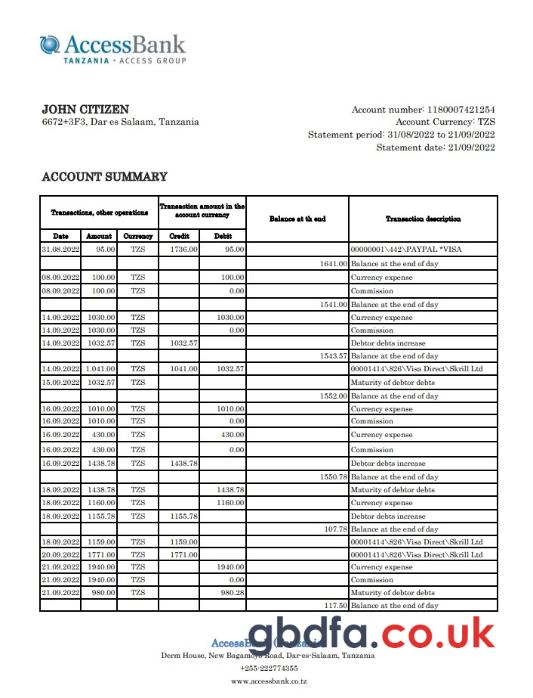 AccessBank
TANZANIA • ACCESS GROUP
JOHN CITIZEN
6672+3F3, Dar es Salaam, Tanzania
Account number: 1180007421254
Account Currency: TZS
Statement period: 31/08/2022 to 21/09/2022
Statement date: 21/09/2022
ACCOUNT SUMMARY
Transactions, other operations
Transaction amount in the account currency
Balance at th end
Transaction description
Date Amount Currency Credit Debit
31.08.2022 95.00 TZS 1736.00 95.00 00000001\442\PAYPAL *VISA
1641.00 Balance at the end of day
08.09.2022 100.00 TZS 100.00 Currency expense
08.09.2022 100.00 TZS 0.00 Commission
1541.00 Balance at the end of day
14.09.2022 1030.00 TZS 1030.00 Currency expense
14.09.2022 1030.00 TZS 0.00 Commission
14.09.2022 1032.57 TZS 1032.57 Debtor debts increase
1543.57 Balance at the end of day
14.09.2022 1.041.00 TZS 1041.00 1032.57 00001414\826\Visa Direct\Skrill Ltd
15.09.2022 1032.57 TZS Maturity of debtor debts
1552.00 Balance at the end of day
16.09.2022 1010.00 TZS 1010.00 Currency expense
16.09.2022 1010.00 TZS 0.00 Commission
16.09.2022 430.00 TZS 430.00 Currency expense
16.09.2022 430.00 TZS 0.00 Commission
16.09.2022 1438.78 TZS 1438.78 Debtor debts increase
1550.78 Balance at the end of day
18.09.2022 1438.78 TZS 1438.78 Maturity of debtor debts
18.09.2022 1160.00 TZS 1160.00 Currency expense
18.09.2022 1155.78 TZS 1155.78 Debtor debts increase
107.78 Balance at the end of day
18.09.2022 1159.00 TZS 1159.00 00001414\826\Visa Direct\Skrill Ltd
20.09.2022 1771.00 TZS 1771.00 00001414\826\Visa Direct\Skrill Ltd
21.09.2022 1940.00 TZS 1940.00 Currency expense
21.09.2022 1940.00 TZS 0.00 Commission
21.09.2022 980.00 TZS 980.28 Maturity of debtor debts
117.50 Balance at the end of day
AccessBank Tanzania
gbdfa.co.uk
Derm House, New Bagamoyo Road, Dar-es-Salaam, Tanzania
+255-222774355
www.accessbank.co.tz